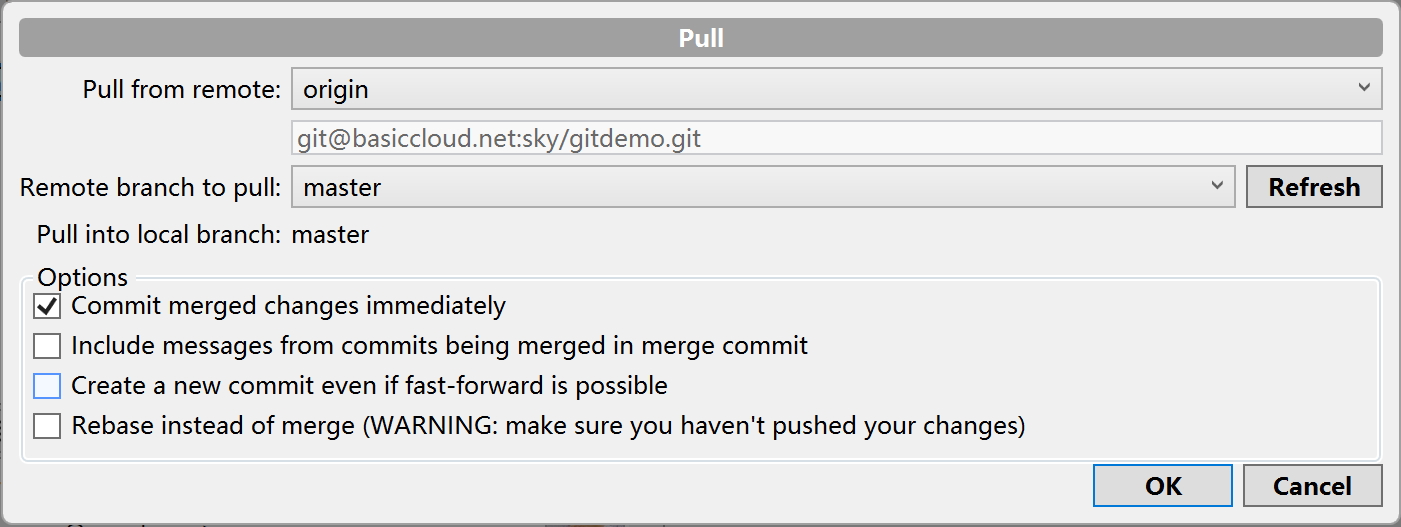 Pull
Pull from remote: origin
git@basiccloud.net:sky/gitdemo.git
Remote branch to pull: master Refresh
Pull into local branch: master
Options
Commit merged changes immediately
Include messages from commits being merged in merge commit
Create a new commit even if fast-forward is possible
Rebase instead of merge (WARNING: make sure you haven't pushed your changes)
OK Cancel